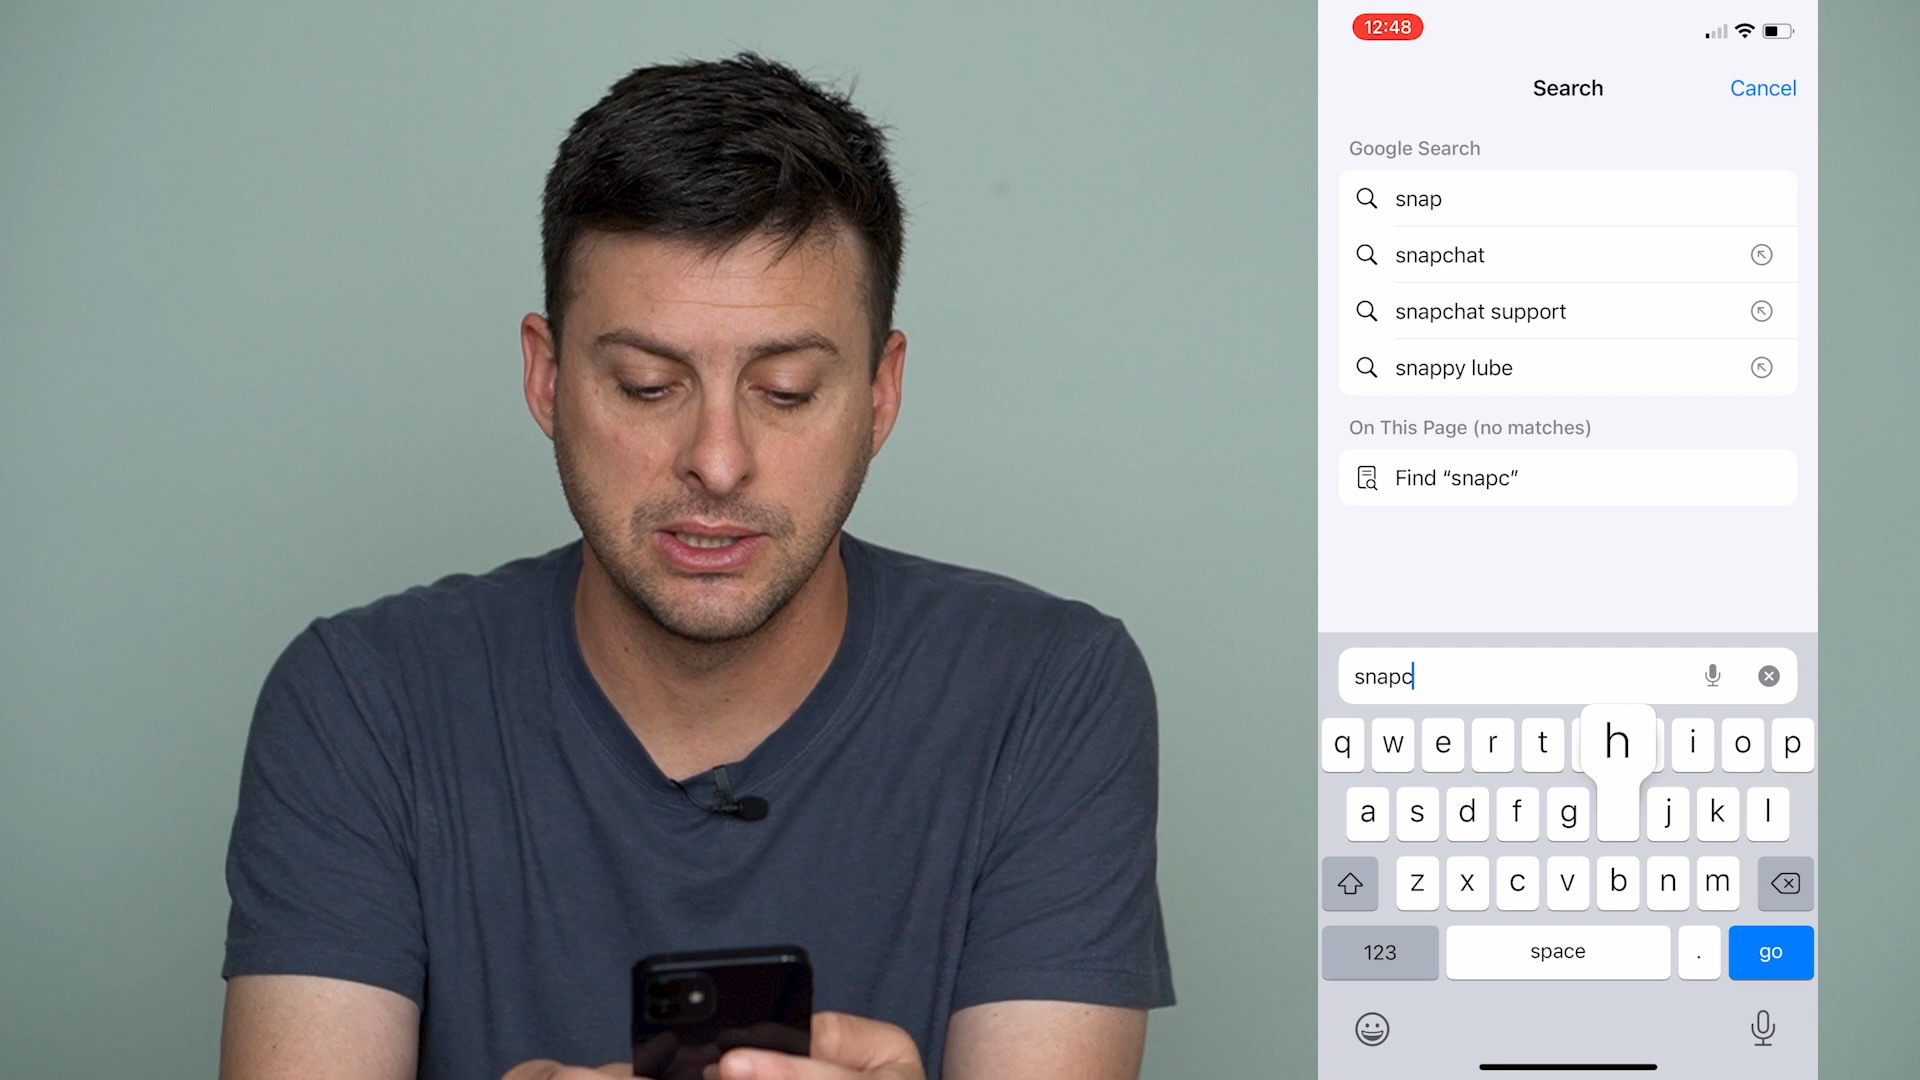 12:48
Search
Cancel
Google Search
snap
snapchat
snapchat support
snappy lube
On This Page (no matches)
Find “snapc”
snapc
q w e r t h i o p
a s d f g j k l
z x c v b n m
123 space . go